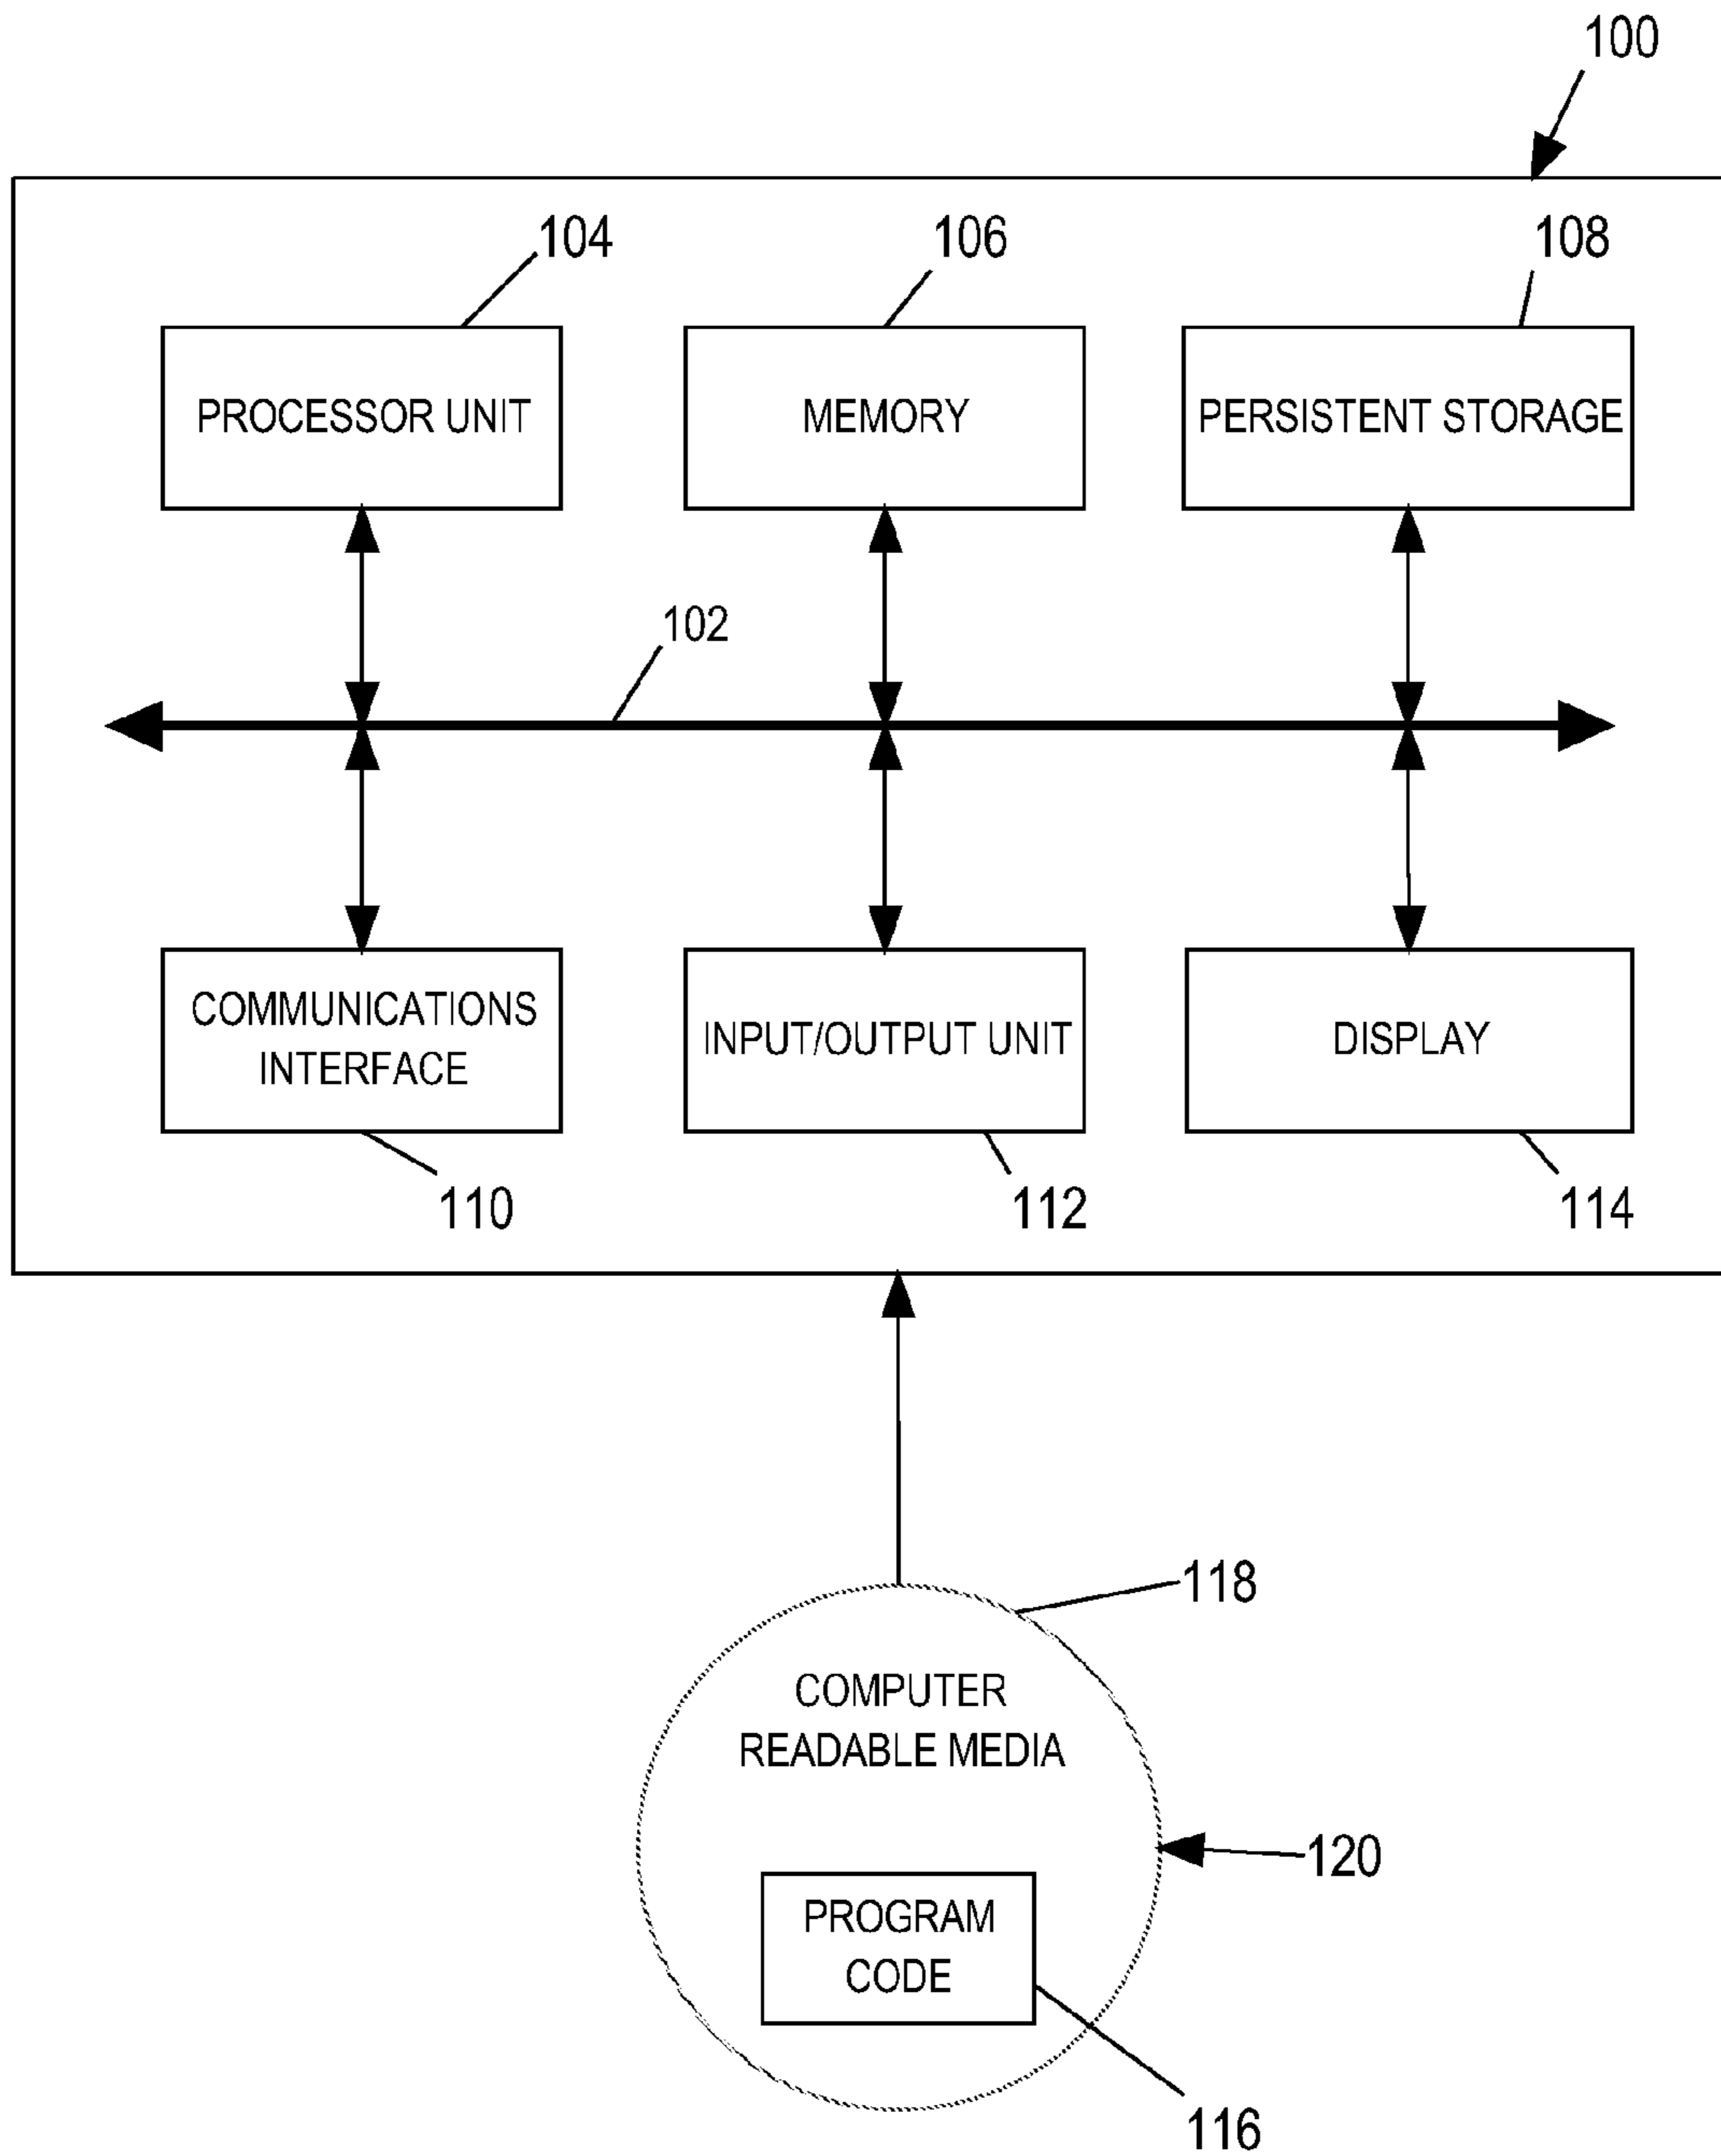 100
104
106
108
PROCESSOR UNIT
MEMORY
PERSISTENT STORAGE
102
COMMUNICATIONS
INTERFACE
INPUT/OUTPUT UNIT
DISPLAY
110
112
114
118
COMPUTER
READABLE MEDIA
120
PROGRAM
CODE
116